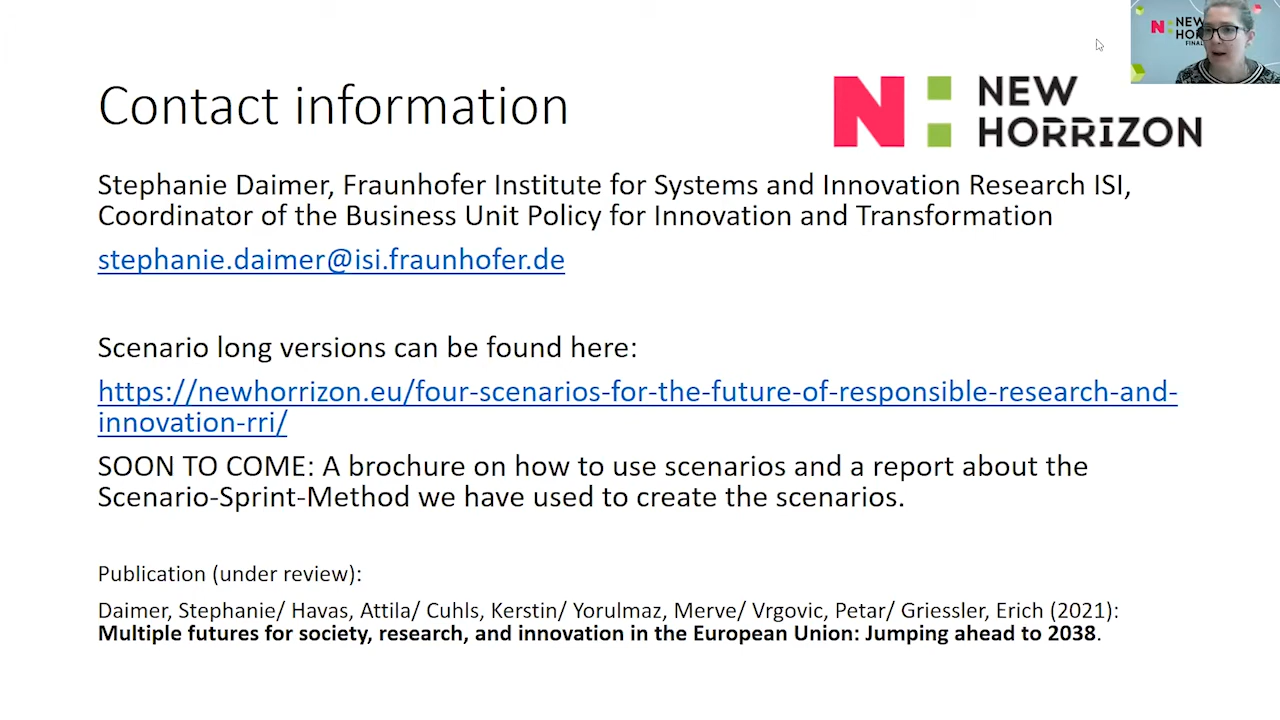 NEW
HOR
FINAL
Contact information
N: NEW
HORRIZON
Stephanie Daimer, Fraunhofer Institute for Systems and Innovation Research ISI,
Coordinator of the Business Unit Policy for Innovation and Transformation
stephanie.daimer@isi.fraunhofer.de
Scenario long versions can be found here:
https://newhorrizon.eu/four-scenarios-for-the-future-of-responsible-research-and-
innovation-rri/
SOON TO COME: A brochure on how to use scenarios and a report about the
Scenario-Sprint-Method we have used to create the scenarios.
Publication (under review):
Daimer, Stephanie/ Havas, Attila/ Cuhls, Kerstin/ Yorulmaz, Merve/ Vrgovic, Petar/ Griessler, Erich (2021):
Multiple futures for society, research, and innovation in the European Union: Jumping ahead to 2038.